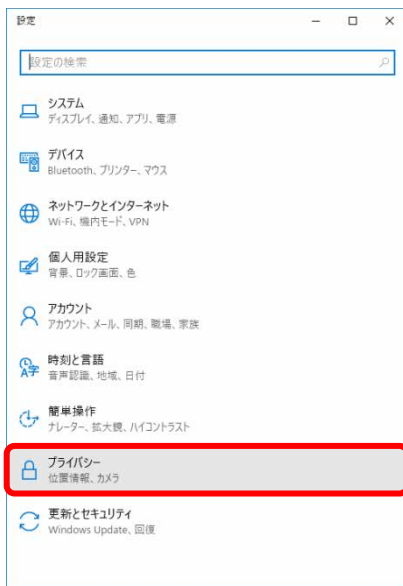 設定
設定の検索
システム
ディスプレイ、通知、アプリ、電源
デバイス
Bluetooth、プリンター、マウス
ネットワークとインターネット
Wi-Fi、機内モード、VPN
個人用設定
背景、ロック画面、色
アカウント
アカウント、メール、同期、職場、家族
時刻と言語
音声認識、地域、日付
簡単操作
ナレーター、拡大鏡、ハイコントラスト
プライバシー
位置情報、カメラ
更新とセキュリティ
Windows Update、回復